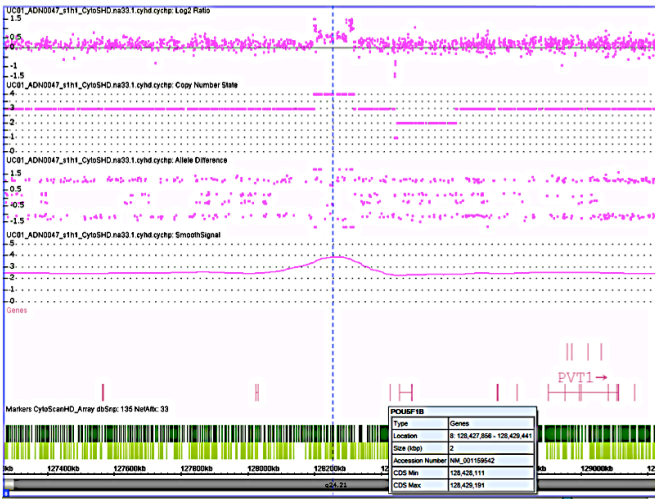 UC01_ADN0047_s1h1_CytoSHD.na33.1.cyhd.cychp: Log2 Ratio
1.5
0.5
0
-1
-1.5
UC01_ADN0047_s1h1_CytoSHD.na33.1.cyhd.cychp: Copy Number State
4
3
2
1
0
UC01_ADN0047_s1h1_CytoSHD.na33.1.cyhd.cychp: Allele Difference
1.5
0.5
-0.5
-1.5
UC01_ADN0047_s1h1_CytoSHD.na33.1.cyhd.cychp: SmoothSignal
5
4
3
2
1
0
Genes
PVT1→
Markers CytoScanHD_Array dbSnp: 135 NetAffx: 33
POU5F1B
Type Genes
Location 8: 128,427,856 - 128,429,441
Size (kbp) 2
Accession Number NM_001159542
CDS Min 128,428,111
CDS Max 128,429,191
127400kb 127600kb 127800kb 128000kb 128200kb 129000kb
q24.21